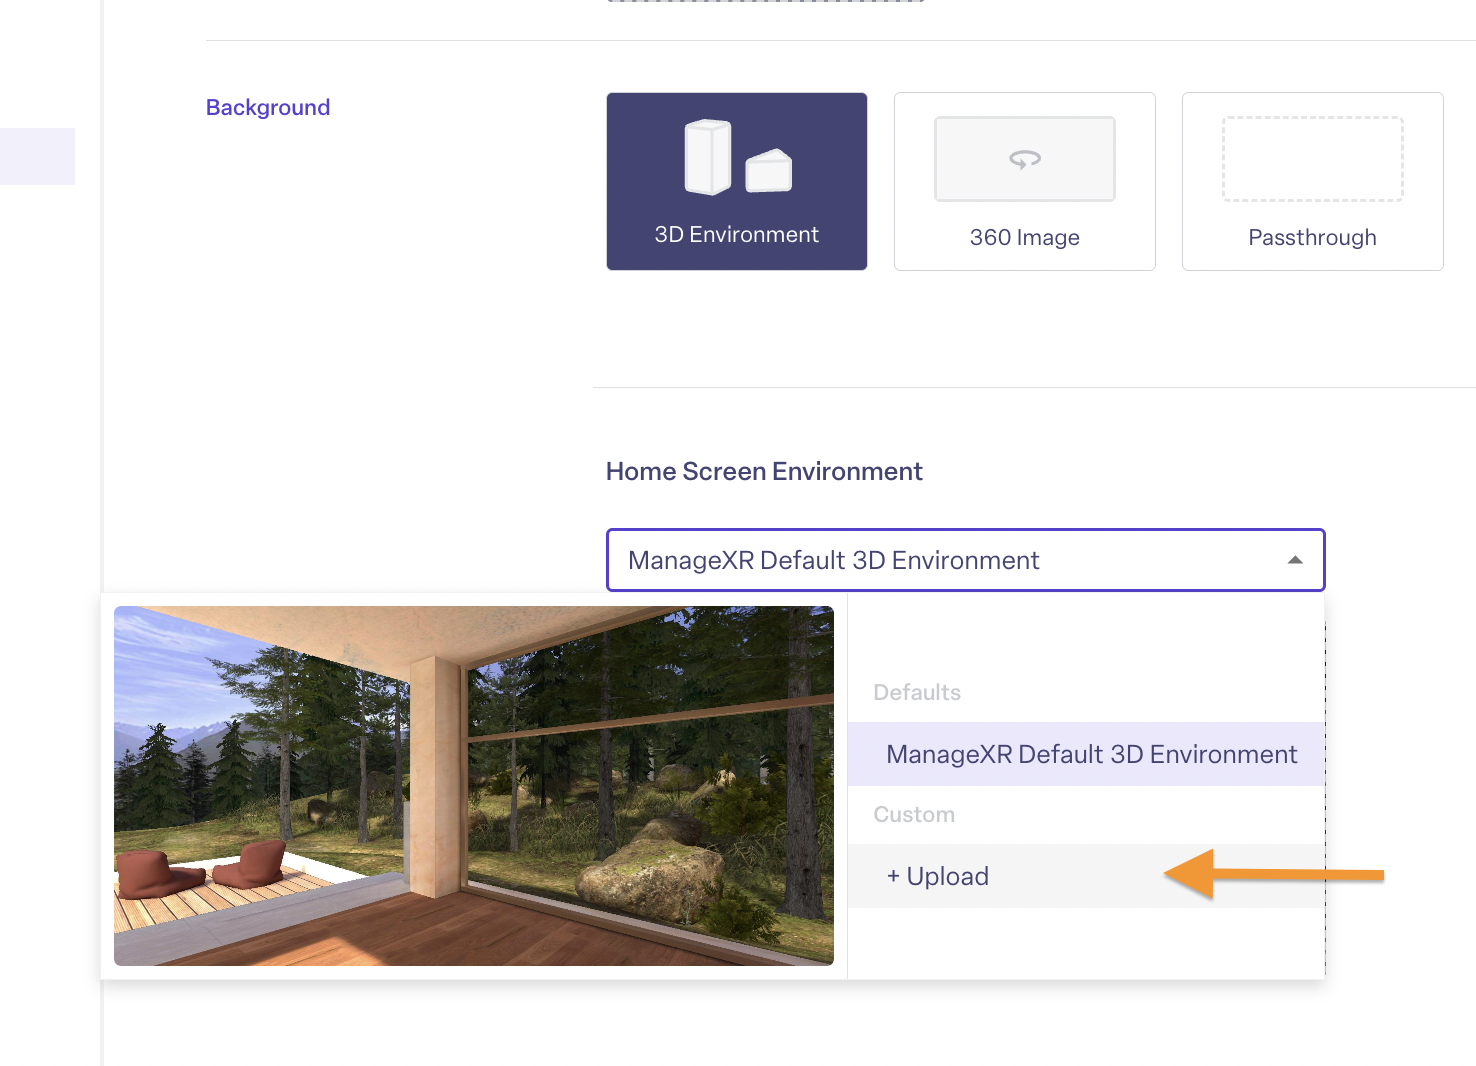 Background
3D Environment
360 Image
Passthrough
Home Screen Environment
ManageXR Default 3D Environment
Defaults
ManageXR Default 3D Environment
Custom
+ Upload